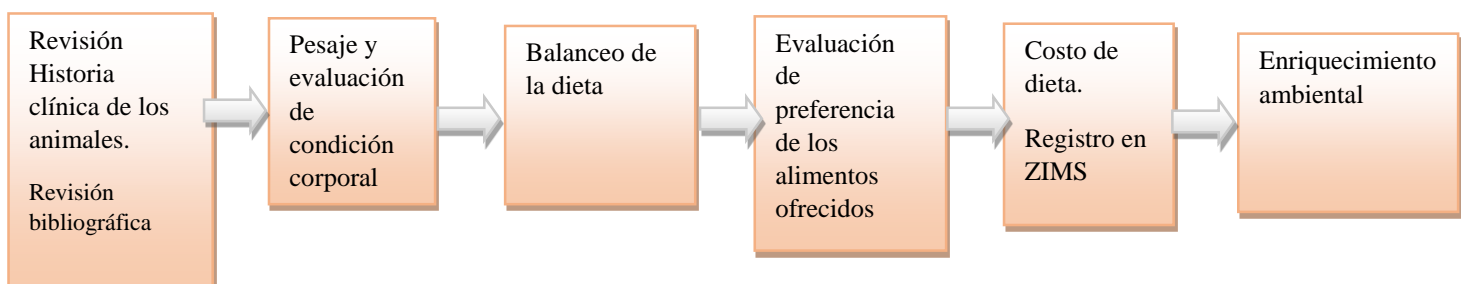 Revisión
Historia
clínica de los
animales.
Revisión
bibliográfica
Pesaje y
evaluación
de
condición
corporal
Balanceo de
la dieta
Evaluación
de
preferencia
de los
alimentos
ofrecidos
Costo de
dieta.
Registro en
ZIMS
Enriquecimiento
ambiental